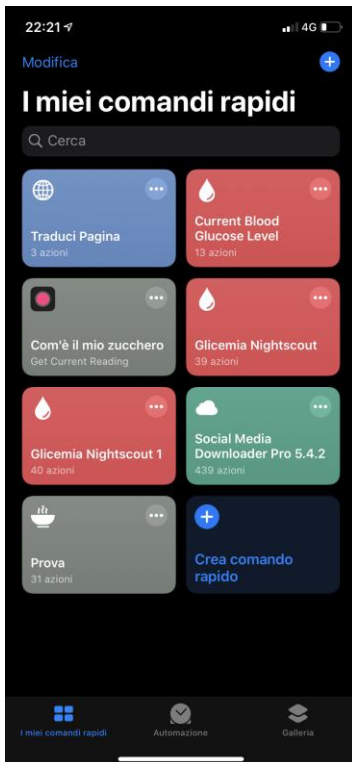 22:21
4G
Modifica
I miei comandi rapidi
Cerca
Traduci Pagina
3 azioni
Current Blood
Glucose Level
13 azioni
Com'è il mio zucchero
Get Current Reading
Glicemia Nightscout
39 azioni
Glicemia Nightscout 1
40 azioni
Social Media
Downloader Pro 5.4.2
439 azioni
Prova
31 azioni
Crea comando
rapido
I miei comandi rapidi
Automazione
Galleria